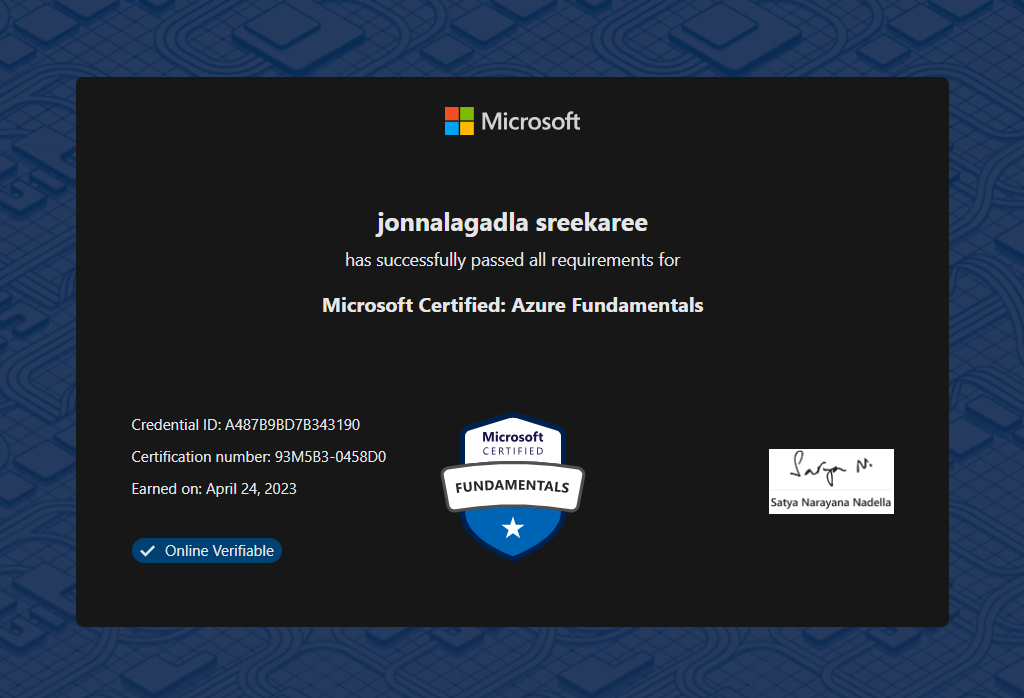 Microsoft
jonnalagadla sreekaree
has successfully passed all requirements for
Microsoft Certified: Azure Fundamentals
Credential ID: A487B9BD7B343190
Certification number: 93M5B3-0458D0
Earned on: April 24, 2023
Online Verifiable
Microsoft
CERTIFIED
FUNDAMENTALS
Satya N.
Satya Narayana Nadella